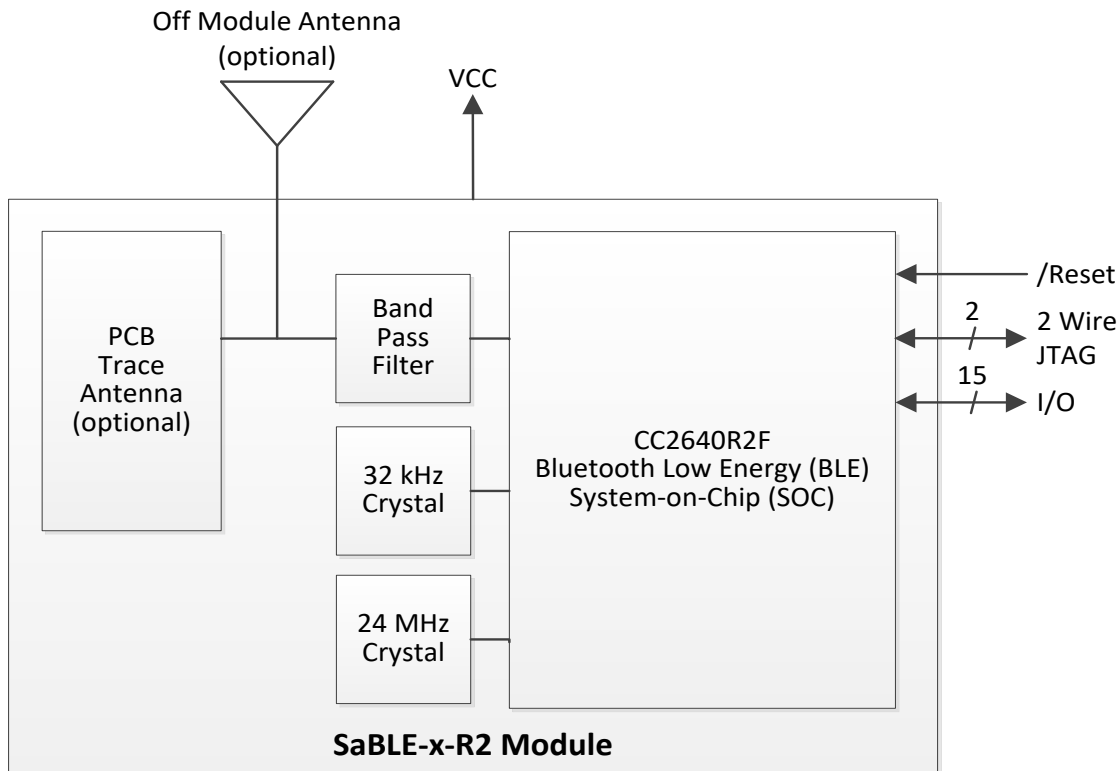 Off Module Antenna
(optional)
VCC
PCB
Trace
Antenna
(optional)
Band
Pass
Filter
32 kHz
Crystal
24 MHz
Crystal
CC2640R2F
Bluetooth Low Energy (BLE)
System-on-Chip (SOC)
/Reset
2
2 Wire
JTAG
15
I/O
SaBLE-x-R2 Module